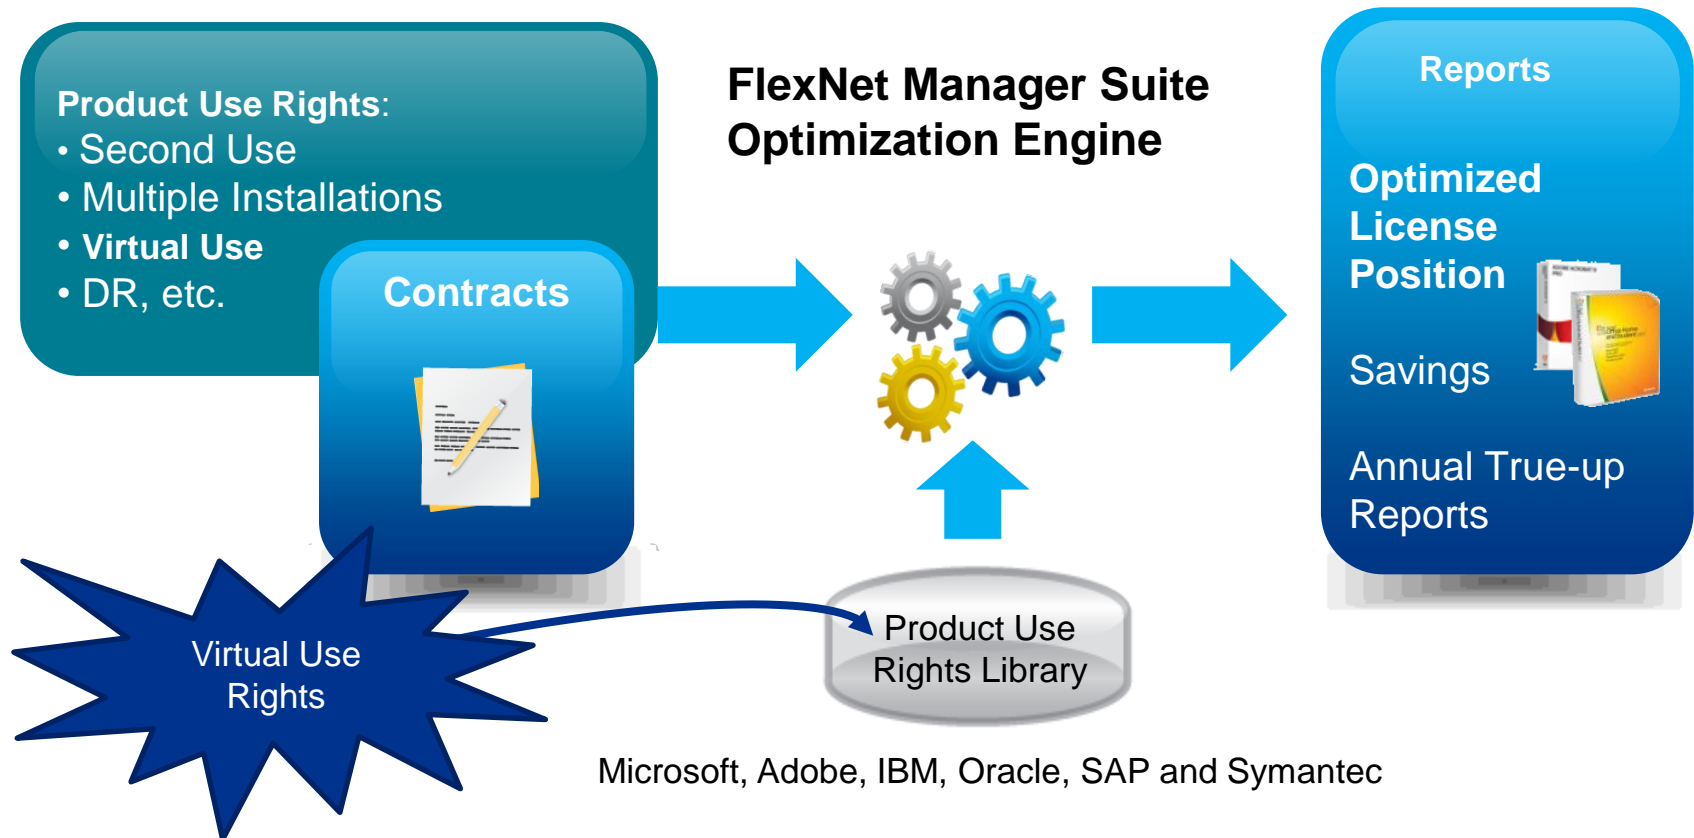 Product Use Rights:
• Second Use
• Multiple Installations
• Virtual Use
• DR, etc.
Contracts
FlexNet Manager Suite
Optimization Engine
Reports
Optimized
License
Position
Savings
Annual True-up
Reports
Virtual Use
Rights
Product Use
Rights Library
Microsoft, Adobe, IBM, Oracle, SAP and Symantec